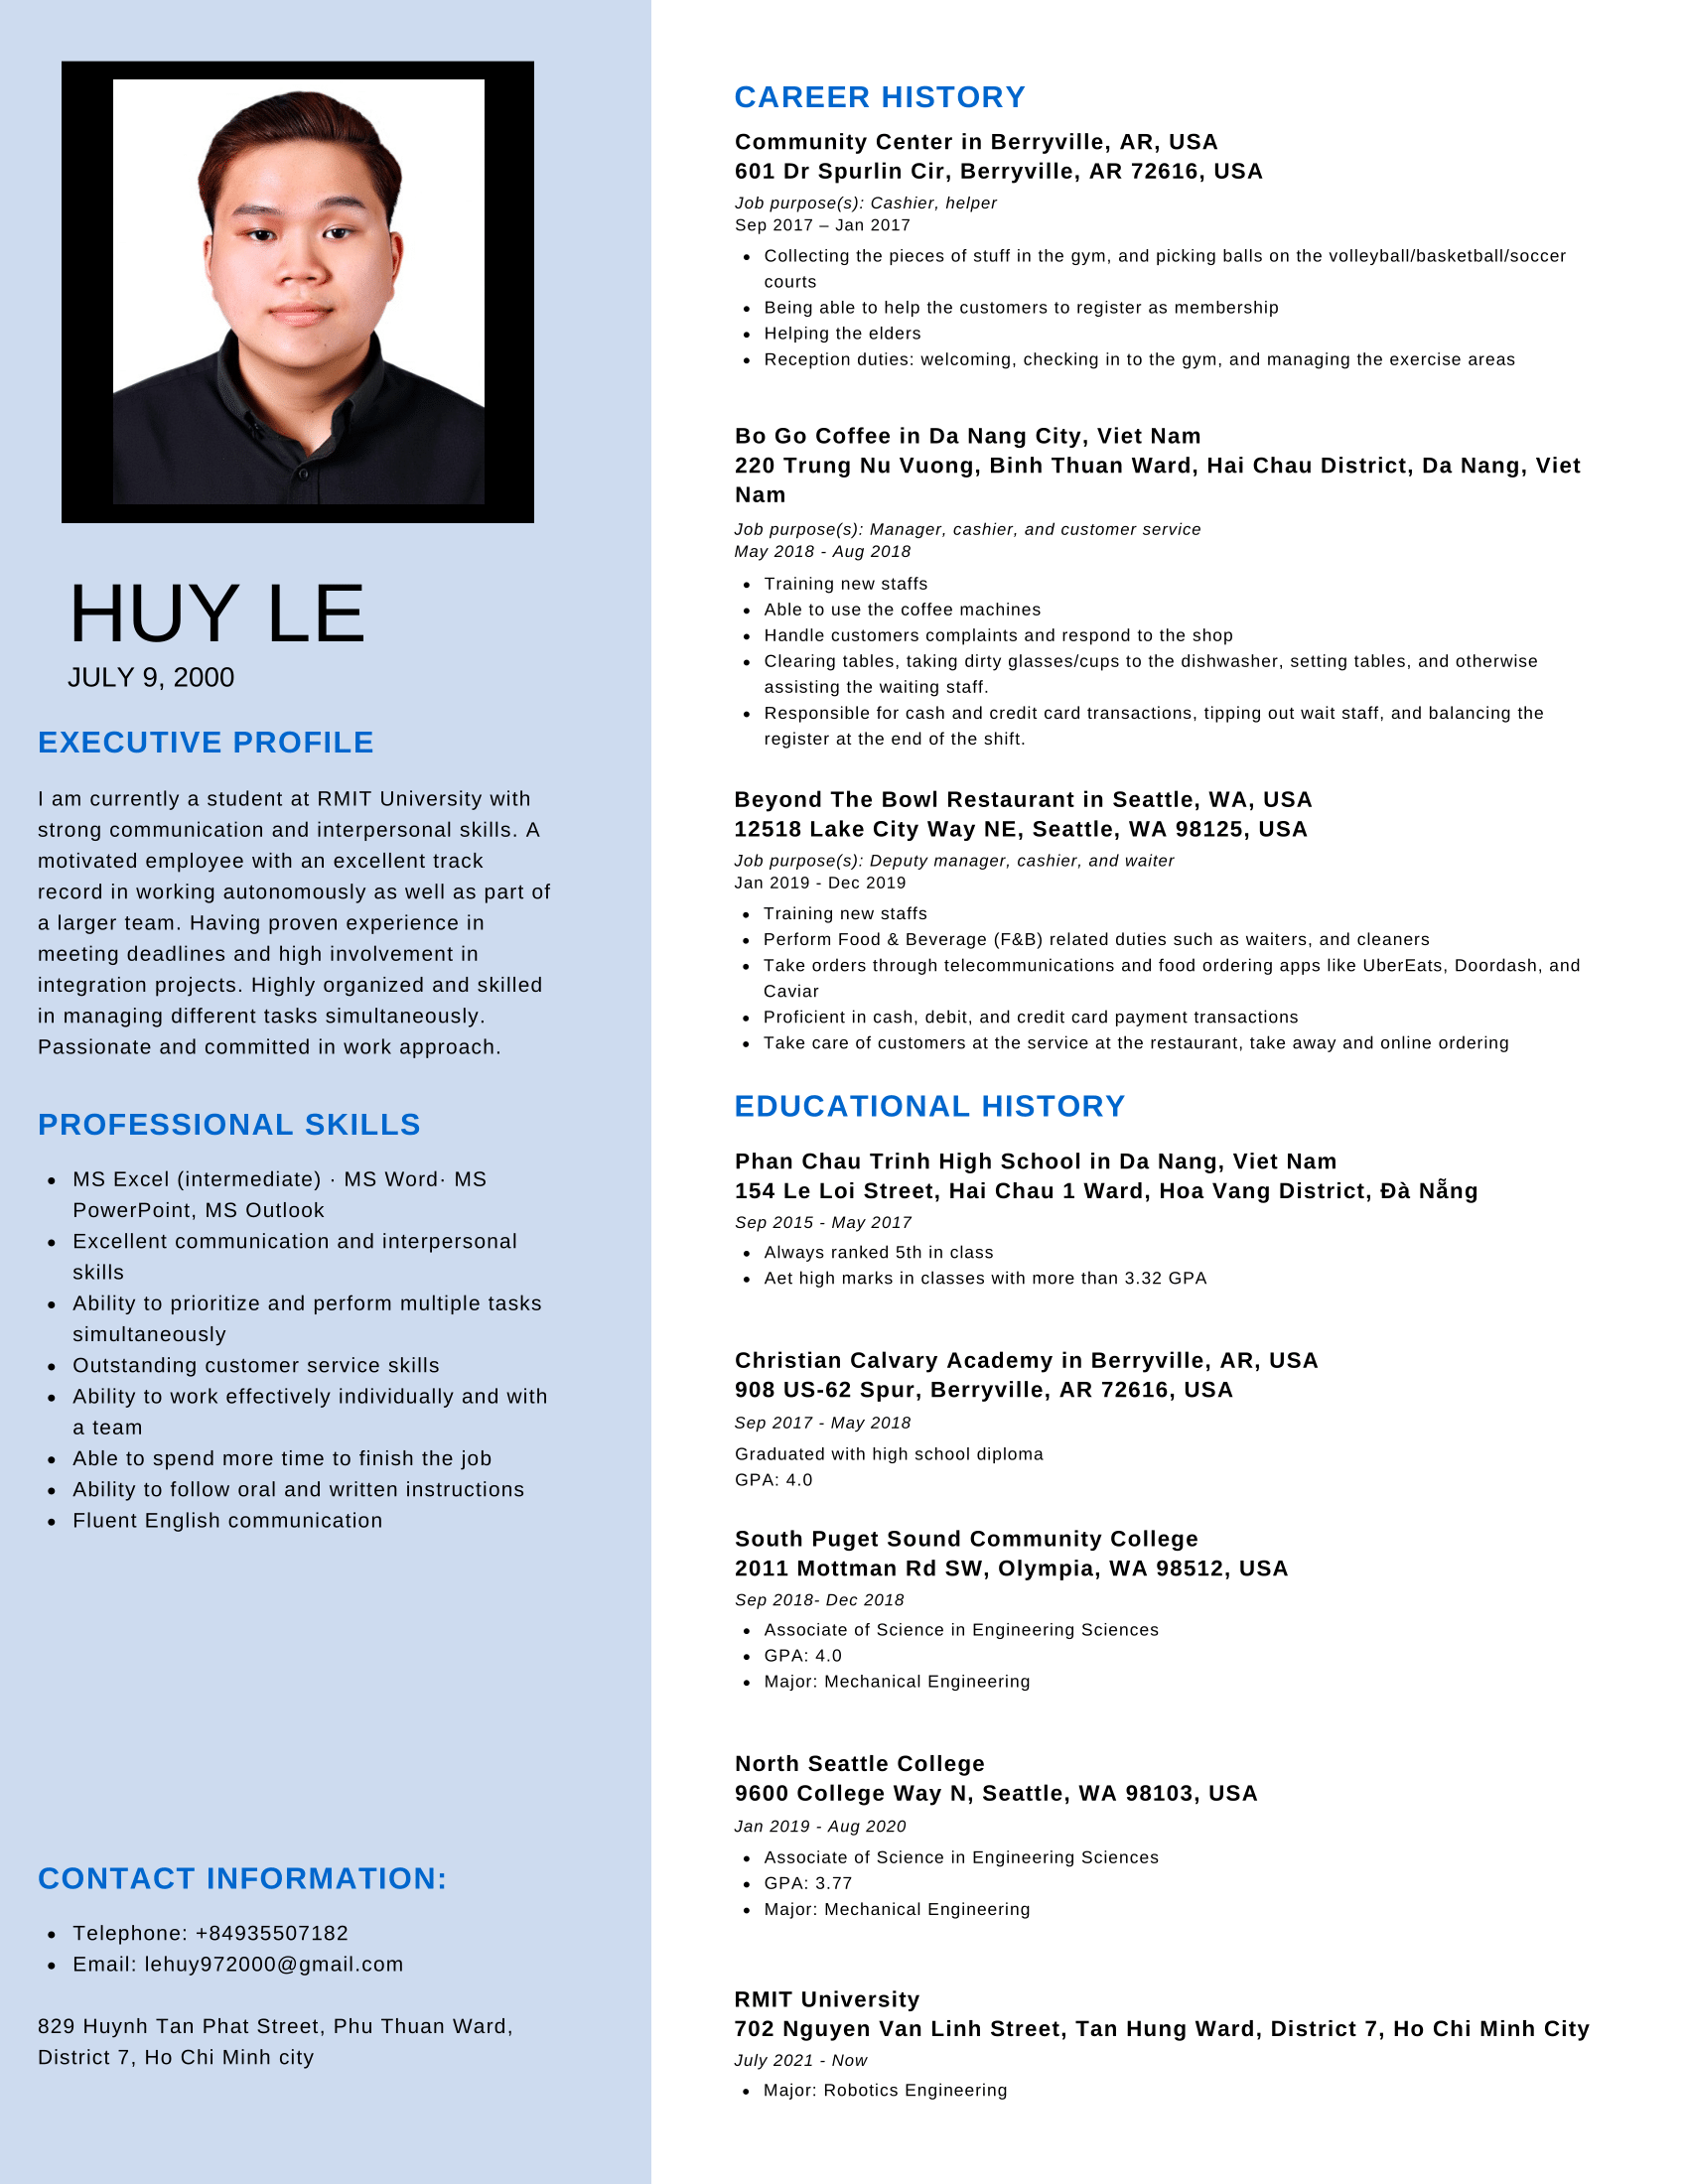 HUY LE
JULY 9, 2000
EXECUTIVE PROFILE
I am currently a student at RMIT University with
strong communication and interpersonal skills. A
motivated employee with an excellent track
record in working autonomously as well as part of
a larger team. Having proven experience in
meeting deadlines and high involvement in
integration projects. Highly organized and skilled
in managing different tasks simultaneously.
Passionate and committed in work approach.
PROFESSIONAL SKILLS
• MS Excel (intermediate) · MS Word· MS
PowerPoint, MS Outlook
• Excellent communication and interpersonal
skills
• Ability to prioritize and perform multiple tasks
simultaneously
• Outstanding customer service skills
• Ability to work effectively individually and with
a team
• Able to spend more time to finish the job
• Ability to follow oral and written instructions
• Fluent English communication
CONTACT INFORMATION:
• Telephone: +84935507182
• Email: lehuy972000@gmail.com
829 Huynh Tan Phat Street, Phu Thuan Ward,
District 7, Ho Chi Minh city
CAREER HISTORY
Community Center in Berryville, AR, USA
601 Dr Spurlin Cir, Berryville, AR 72616, USA
Job purpose(s): Cashier, helper
Sep 2017 – Jan 2017
• Collecting the pieces of stuff in the gym, and picking balls on the volleyball/basketball/soccer
courts
• Being able to help the customers to register as membership
• Helping the elders
• Reception duties: welcoming, checking in to the gym, and managing the exercise areas
Bo Go Coffee in Da Nang City, Viet Nam
220 Trung Nu Vuong, Binh Thuan Ward, Hai Chau District, Da Nang, Viet
Nam
Job purpose(s): Manager, cashier, and customer service
May 2018 - Aug 2018
• Training new staffs
• Able to use the coffee machines
• Handle customers complaints and respond to the shop
• Clearing tables, taking dirty glasses/cups to the dishwasher, setting tables, and otherwise
assisting the waiting staff.
• Responsible for cash and credit card transactions, tipping out wait staff, and balancing the
register at the end of the shift.
Beyond The Bowl Restaurant in Seattle, WA, USA
12518 Lake City Way NE, Seattle, WA 98125, USA
Job purpose(s): Deputy manager, cashier, and waiter
Jan 2019 - Dec 2019
• Training new staffs
• Perform Food & Beverage (F&B) related duties such as waiters, and cleaners
• Take orders through telecommunications and food ordering apps like UberEats, Doordash, and
Caviar
• Proficient in cash, debit, and credit card payment transactions
• Take care of customers at the service at the restaurant, take away and online ordering
EDUCATIONAL HISTORY
Phan Chau Trinh High School in Da Nang, Viet Nam
154 Le Loi Street, Hai Chau 1 Ward, Hoa Vang District, Đà Nẵng
Sep 2015 - May 2017
• Always ranked 5th in class
• Aet high marks in classes with more than 3.32 GPA
Christian Calvary Academy in Berryville, AR, USA
908 US-62 Spur, Berryville, AR 72616, USA
Sep 2017 - May 2018
Graduated with high school diploma
GPA: 4.0
South Puget Sound Community College
2011 Mottman Rd SW, Olympia, WA 98512, USA
Sep 2018- Dec 2018
• Associate of Science in Engineering Sciences
• GPA: 4.0
• Major: Mechanical Engineering
North Seattle College
9600 College Way N, Seattle, WA 98103, USA
Jan 2019 - Aug 2020
• Associate of Science in Engineering Sciences
• GPA: 3.77
• Major: Mechanical Engineering
RMIT University
702 Nguyen Van Linh Street, Tan Hung Ward, District 7, Ho Chi Minh City
July 2021 - Now
• Major: Robotics Engineering